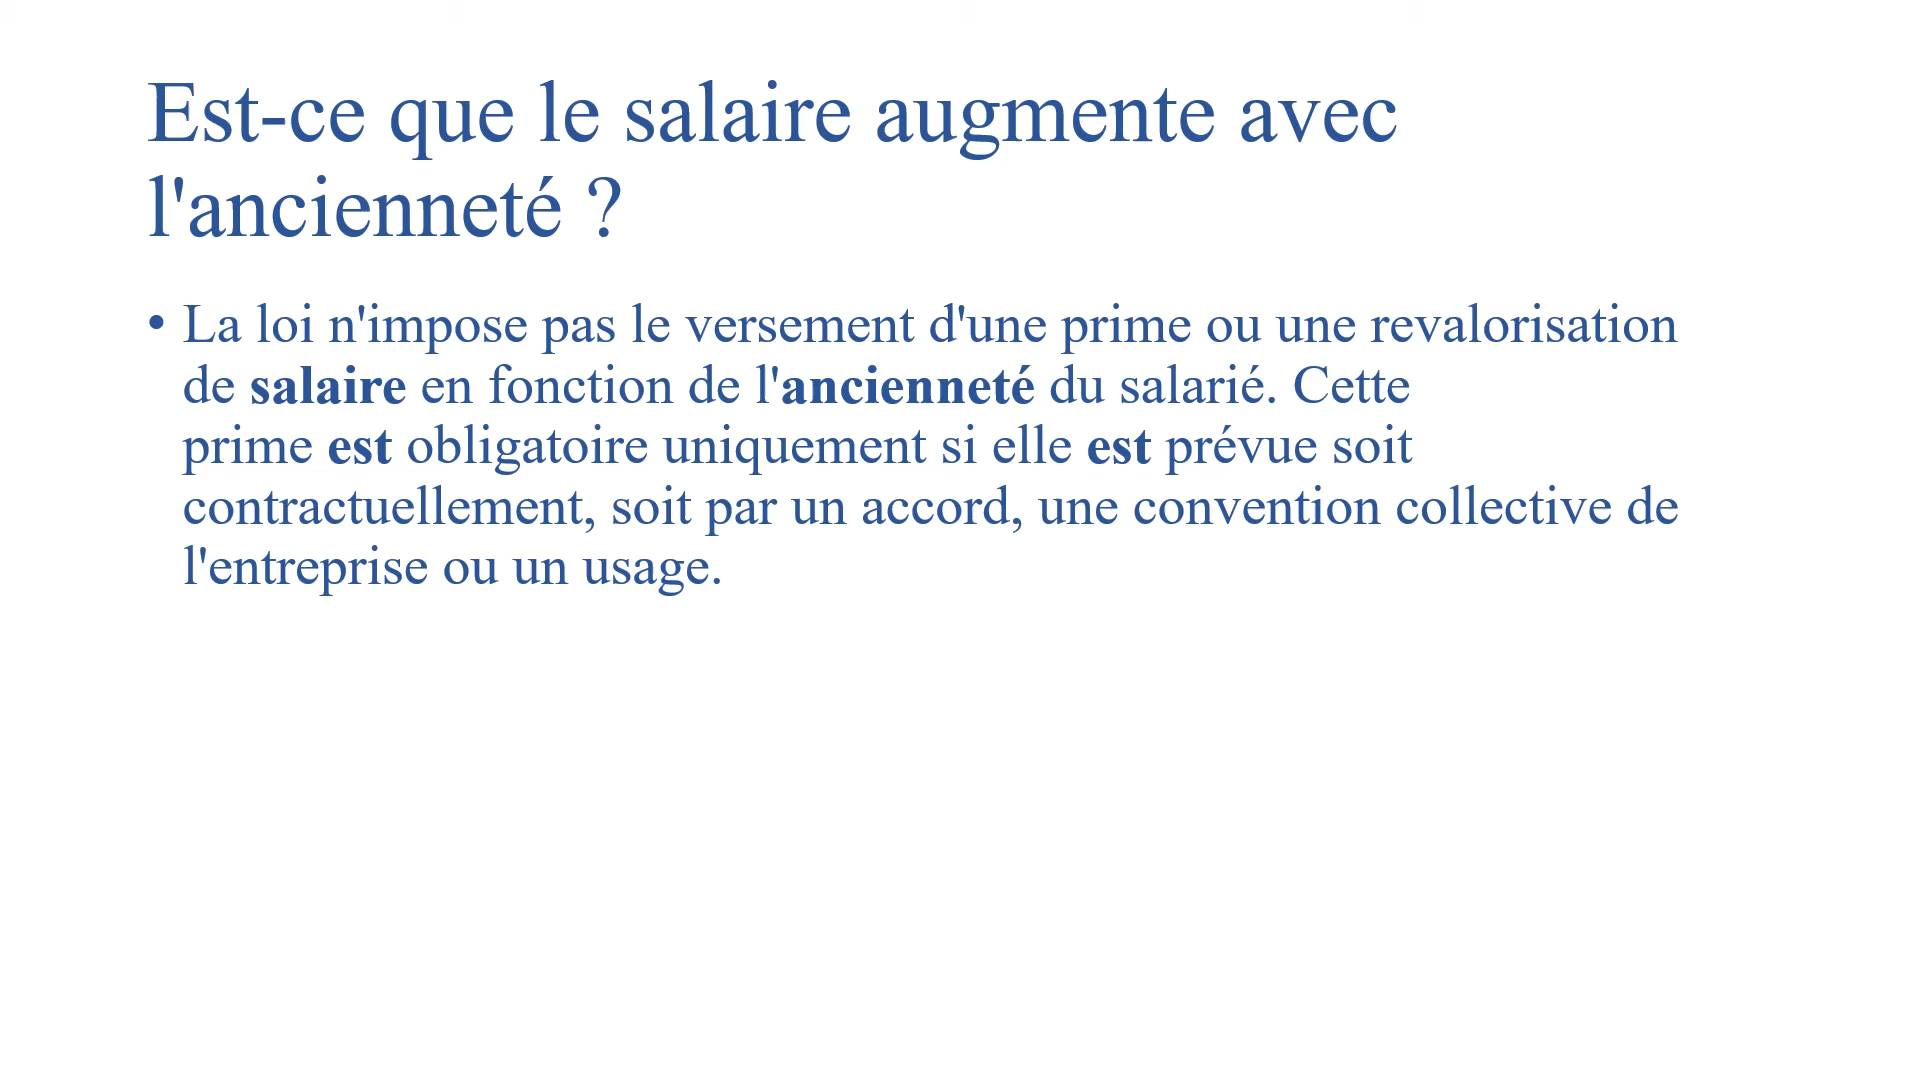 Est-ce que le salaire augmente avec
l'ancienneté ?
• La loi n'impose pas le versement d'une prime ou une revalorisation
de salaire en fonction de l'ancienneté du salarié. Cette
prime est obligatoire uniquement si elle est prévue soit
contractuellement, soit par un accord, une convention collective de
l'entreprise ou un usage.